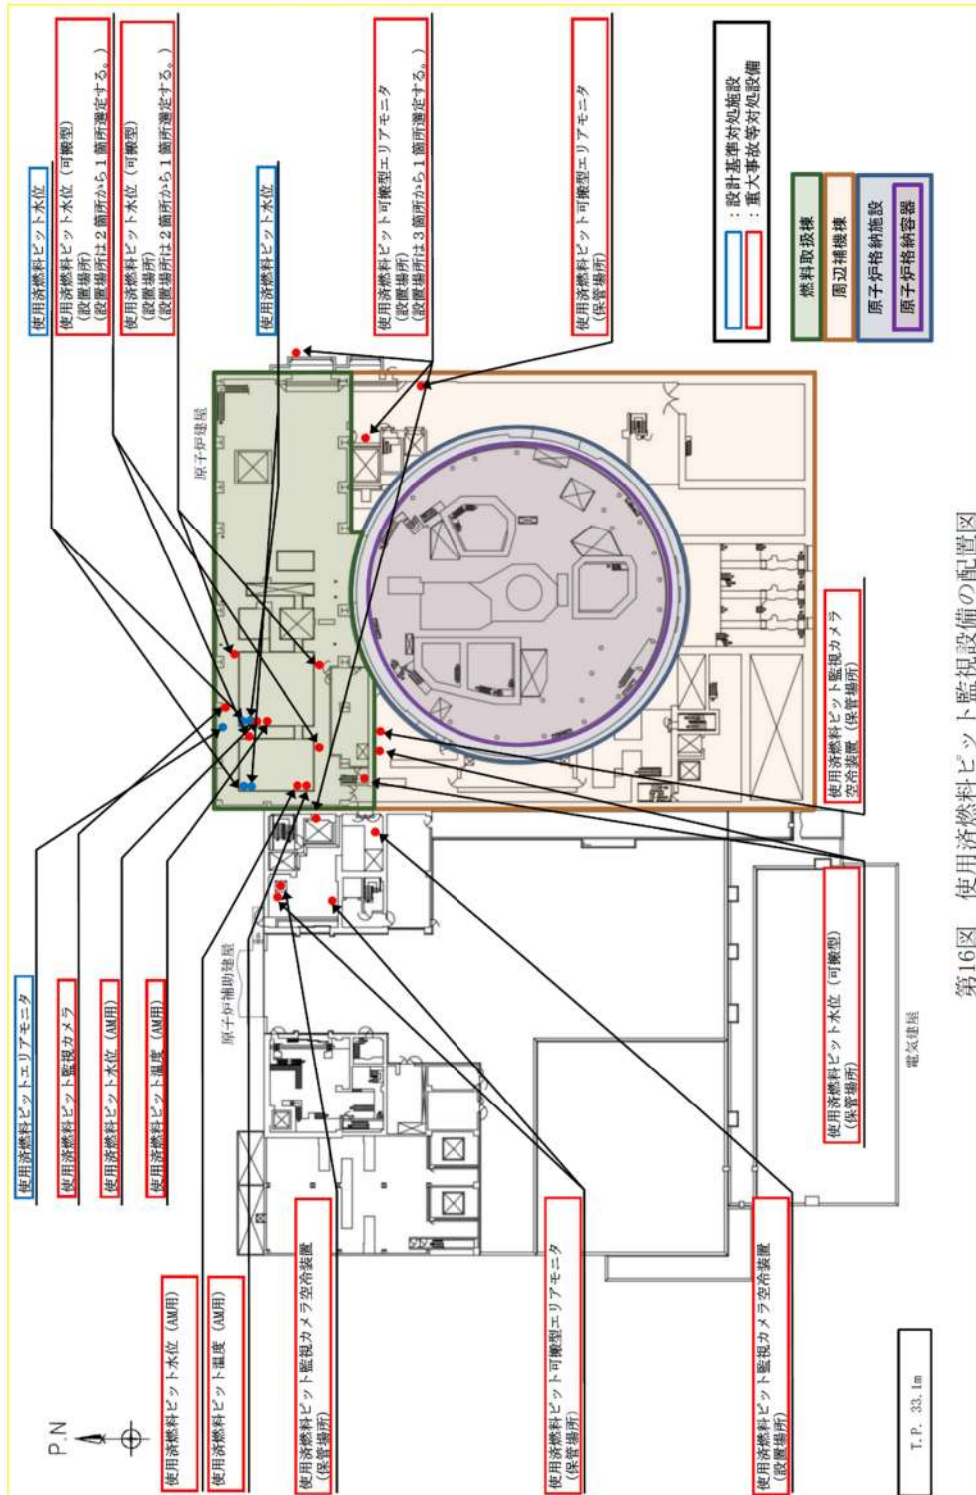 P.N
使用済燃料ピット水位 (AM用)
使用済燃料ピット温度 (AM用)
使用済燃料ピット監視カメラ空冷装置
(保管場所)
使用済燃料ピット可搬型エリアモニタ
(保管場所)
使用済燃料ピット監視カメラ空冷装置
(設置場所)
T.P. 33.1m
使用済燃料ピットエリアモニタ
使用済燃料ピット監視カメラ
使用済燃料ピット水位 (AM用)
使用済燃料ピット温度 (AM用)
原子炉補助建屋
使用済燃料ピット水位 (可搬型)
(保管場所)
電気建屋
使用済燃料ピット監視カメラ
空冷装置 (保管場所)
原子炉建屋
使用済燃料ピット水位
使用済燃料ピット水位 (可搬型)
(設置場所)
(設置場所は2箇所から1箇所選定する。)
使用済燃料ピット水位 (可搬型)
(設置場所)
(設置場所は2箇所から1箇所選定する。)
使用済燃料ピット水位
使用済燃料ピット可搬型エリアモニタ
(設置場所)
(設置場所は3箇所から1箇所選定する。)
使用済燃料ピット可搬型エリアモニタ
(保管場所)
:設計基準対処施設
:重大事故等対処設備
燃料取扱棟
周辺補機棟
原子炉格納施設
原子炉格納容器
第16図 使用済燃料ピット監視設備の配置図